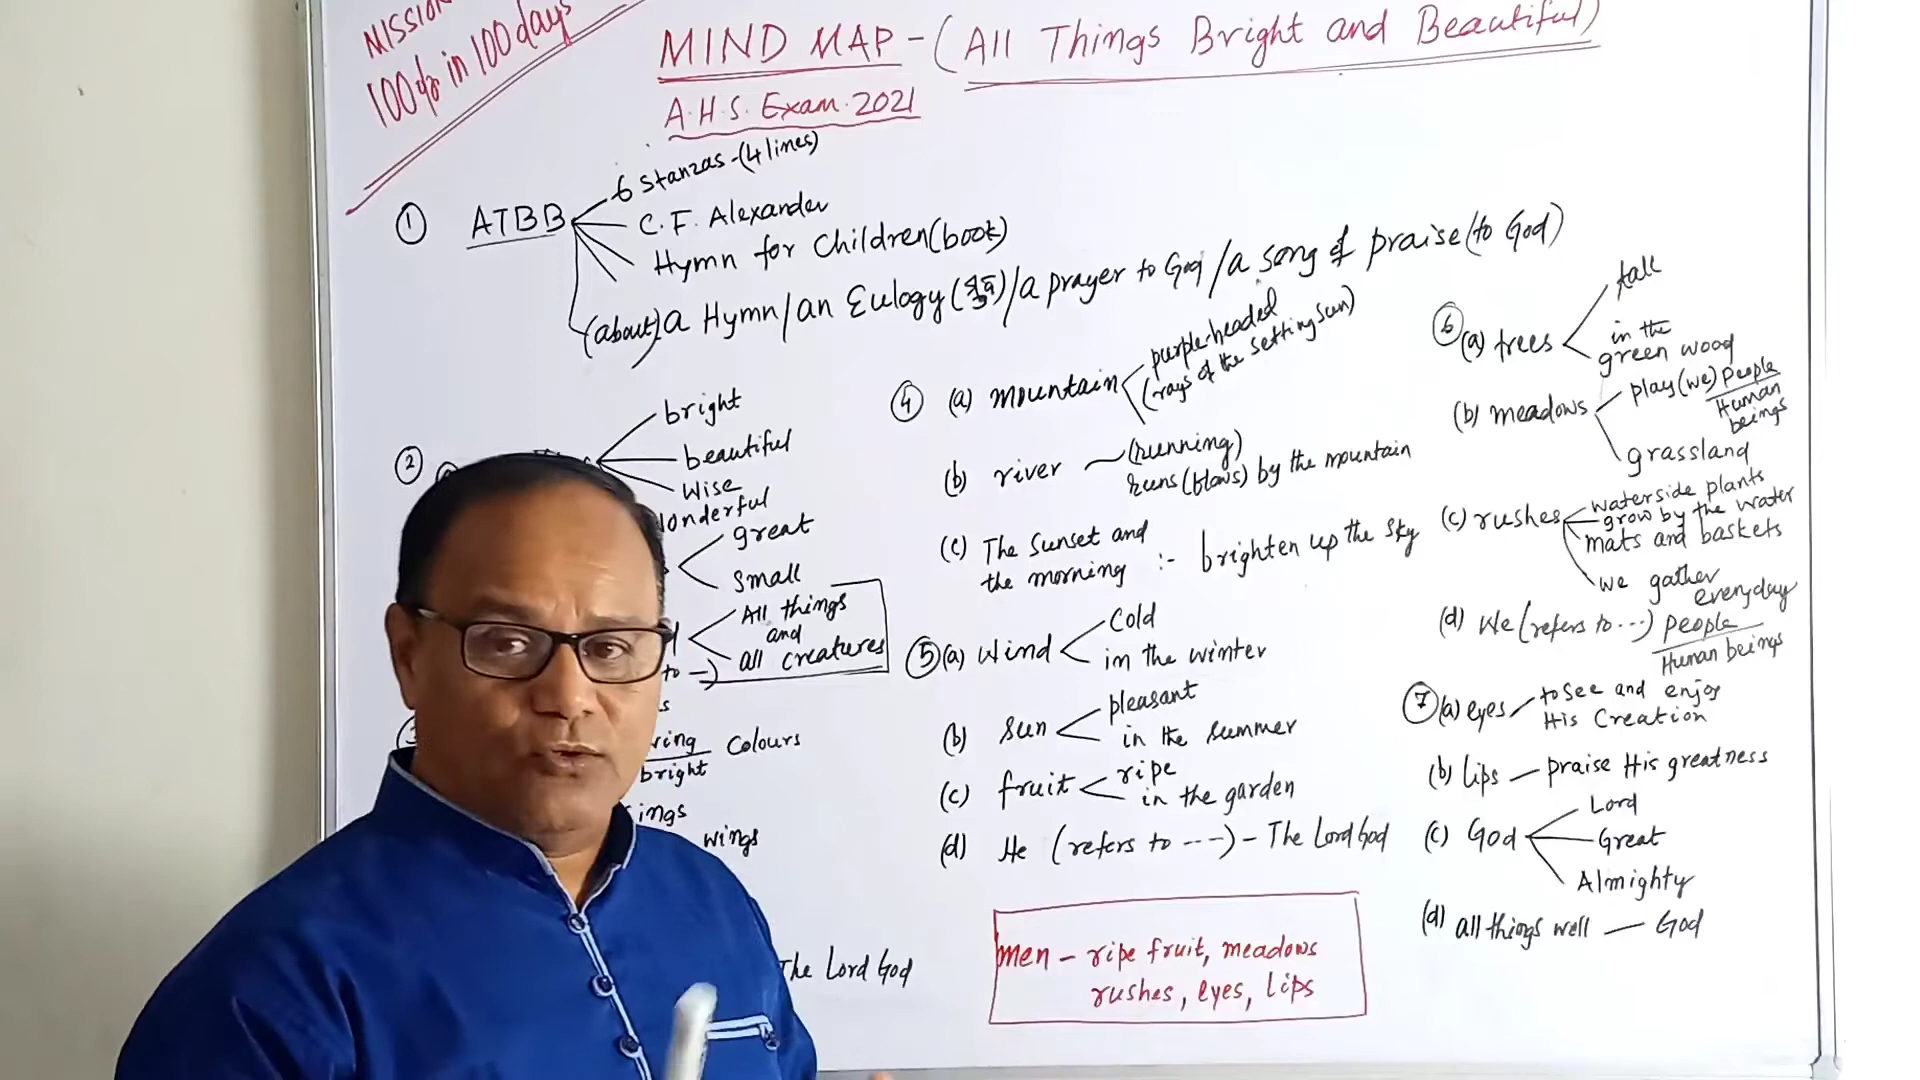 MISSION
100% in 100 days
MIND MAP - (All Things Bright and Beautiful)
A.H.S. Exam. 2021
① ATBB
6 Stanzas - (4 lines)
C. F. Alexander
Hymn for Children (book)
(about) a Hymn / an Eulogy / a prayer to God / a song of praise (to God)
②
bright
beautiful
wise
Wonderful
great
Small
All things
and
all creatures
Colours
bright
wings
The Lord God
④ (a) mountain
purple-headed
(rays of the setting sun)
(b) river
(running)
runs (flows) by the mountain
(c) The Sunset and
the morning :- brighten up the sky
⑤ (a) Wind
Cold
in the winter
(b) sun
pleasant
in the summer
(c) fruit
ripe
in the garden
(d) He (refers to ----) - The Lord God
men - ripe fruit, meadows
rushes, eyes, lips
⑥ (a) trees
tall
in the
green wood
(b) meadows
play (we) people
Human
beings
grassland
(c) rushes
waterside plants
grow by the water
mats and baskets
we gather
everyday
(d) We (refers to ...) people
Human beings
⑦ (a) eyes
to see and enjoy
His Creation
(b) lips - praise His greatness
(c) God
Lord
Great
Almighty
(d) all things well - God